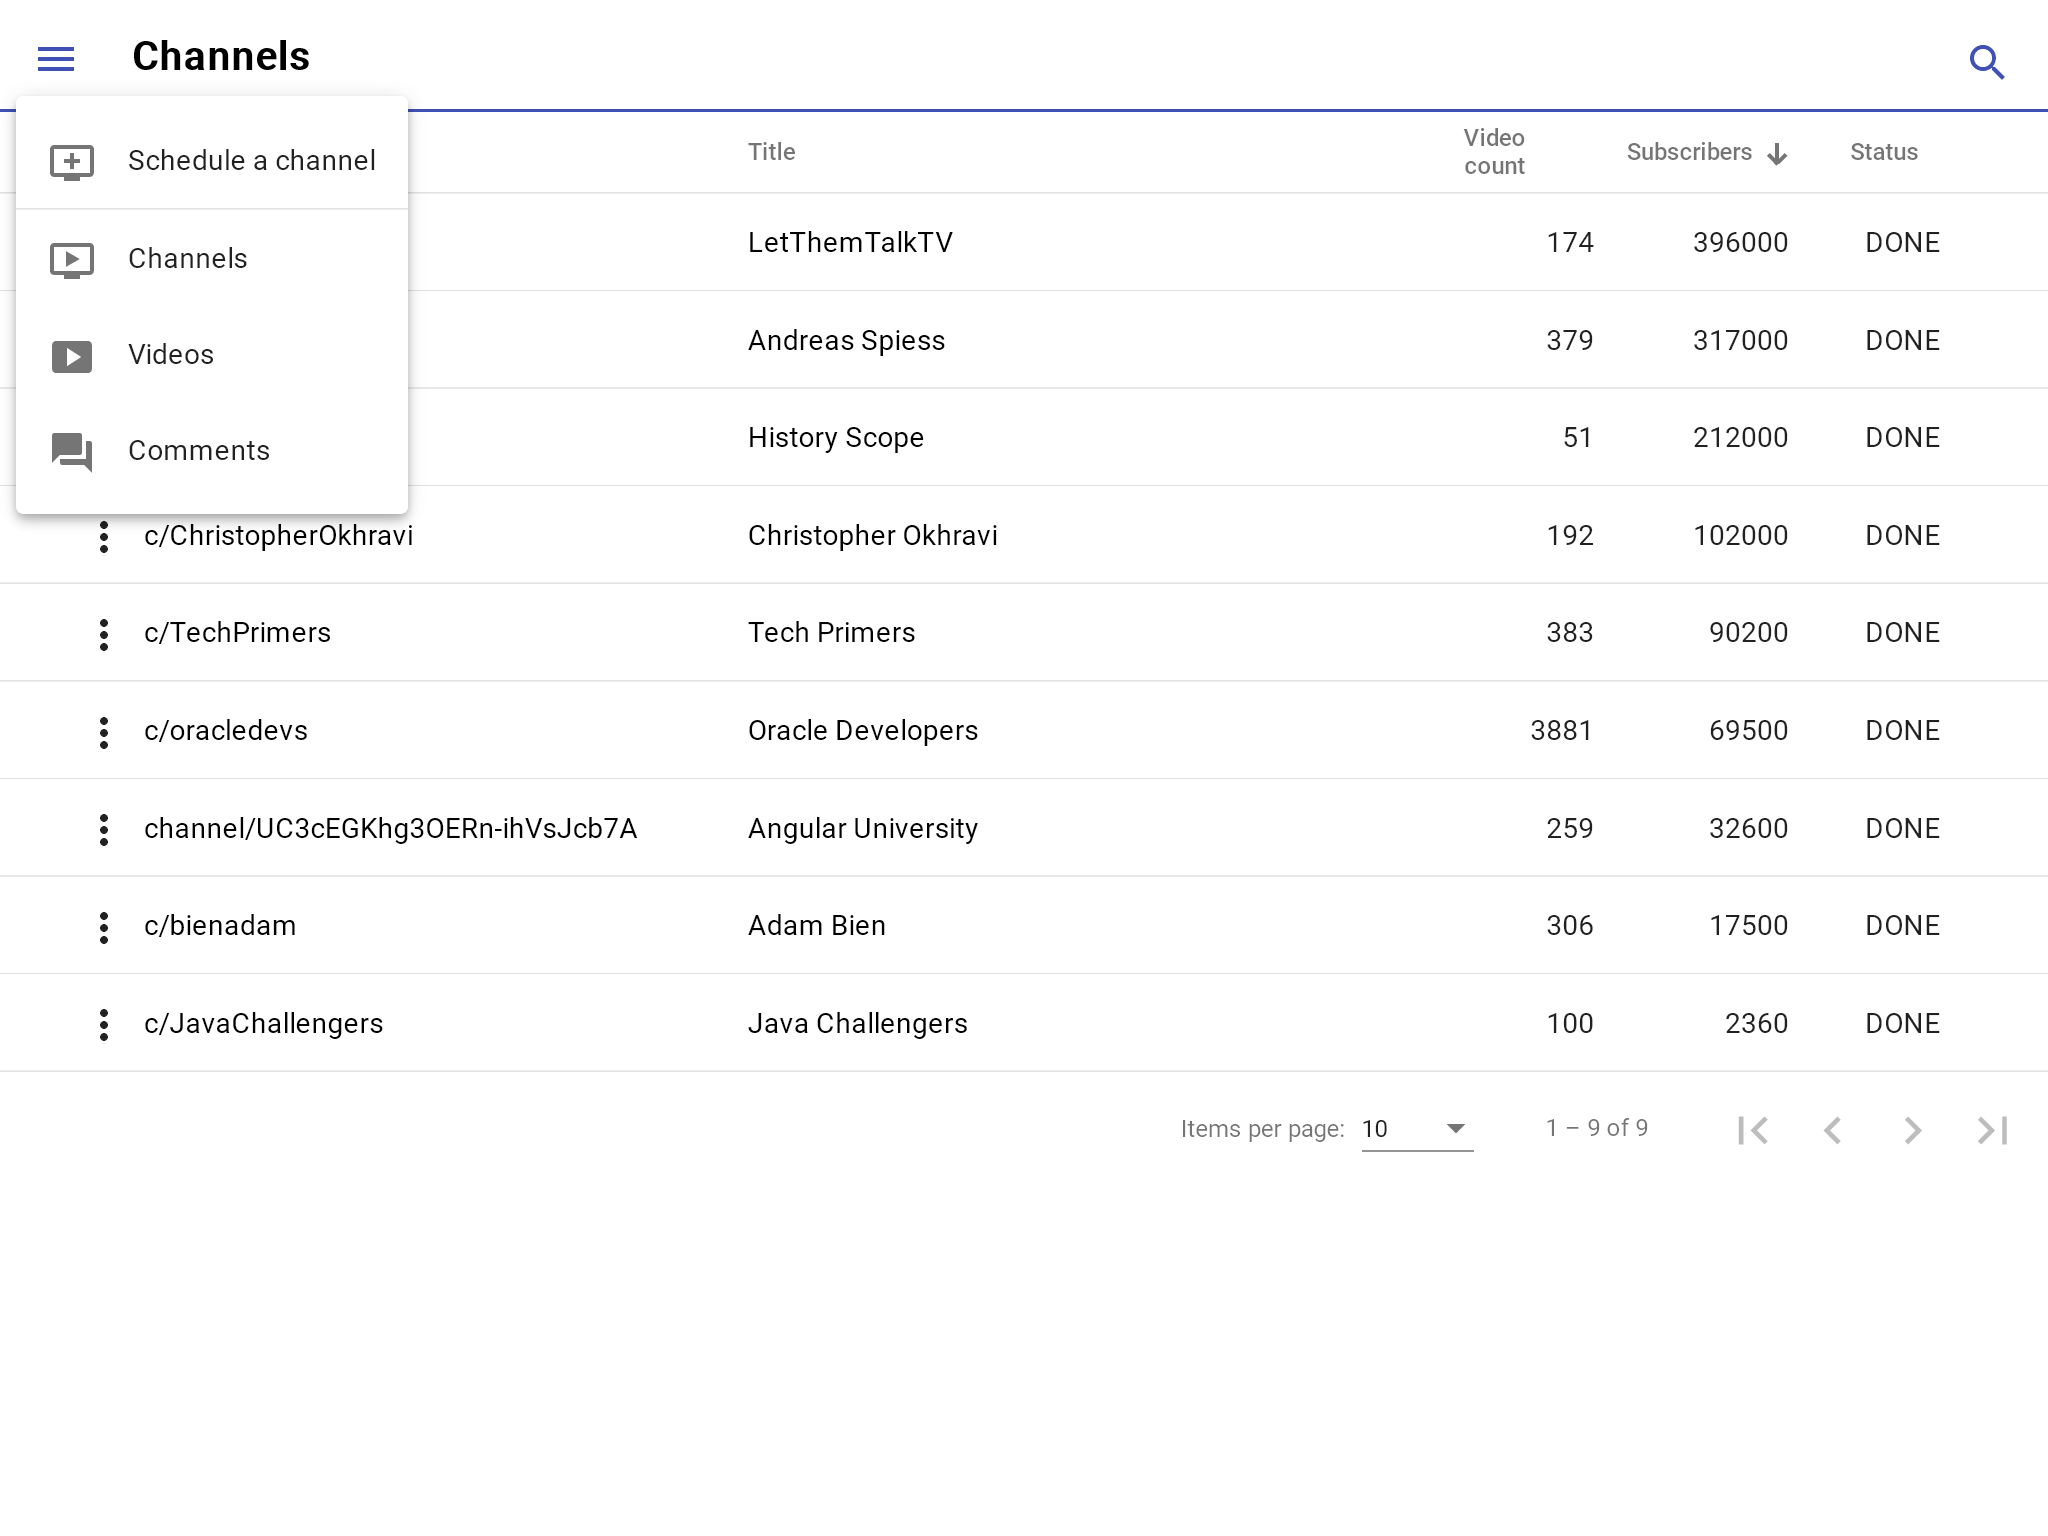 Channels
Schedule a channel
Channels
Videos
Comments
Title Video count Subscribers Status
LetThemTalkTV 174 396000 DONE
Andreas Spiess 379 317000 DONE
History Scope 51 212000 DONE
c/ChristopherOkhravi Christopher Okhravi 192 102000 DONE
c/TechPrimers Tech Primers 383 90200 DONE
c/oracledevs Oracle Developers 3881 69500 DONE
channel/UC3cEGKhg3OERn-ihVsJcb7A Angular University 259 32600 DONE
c/bienadam Adam Bien 306 17500 DONE
c/JavaChallengers Java Challengers 100 2360 DONE
Items per page: 10 1 – 9 of 9